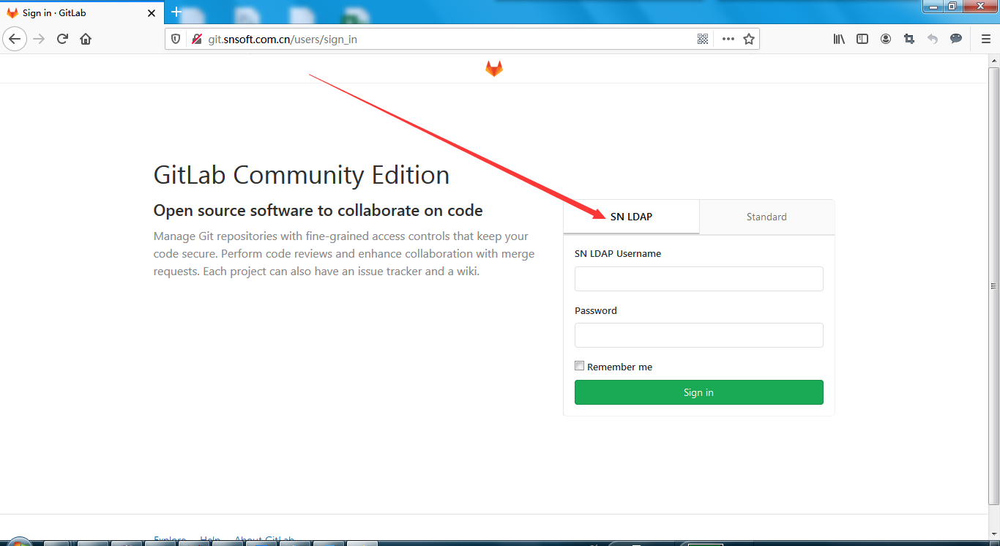 Sign in · GitLab
git.snsoft.com.cn/users/sign_in
GitLab Community Edition
Open source software to collaborate on code
Manage Git repositories with fine-grained access controls that keep your
code secure. Perform code reviews and enhance collaboration with merge
requests. Each project can also have an issue tracker and a wiki.
SN LDAP
Standard
SN LDAP Username
Password
Remember me
Sign in
Explore Help About GitLab